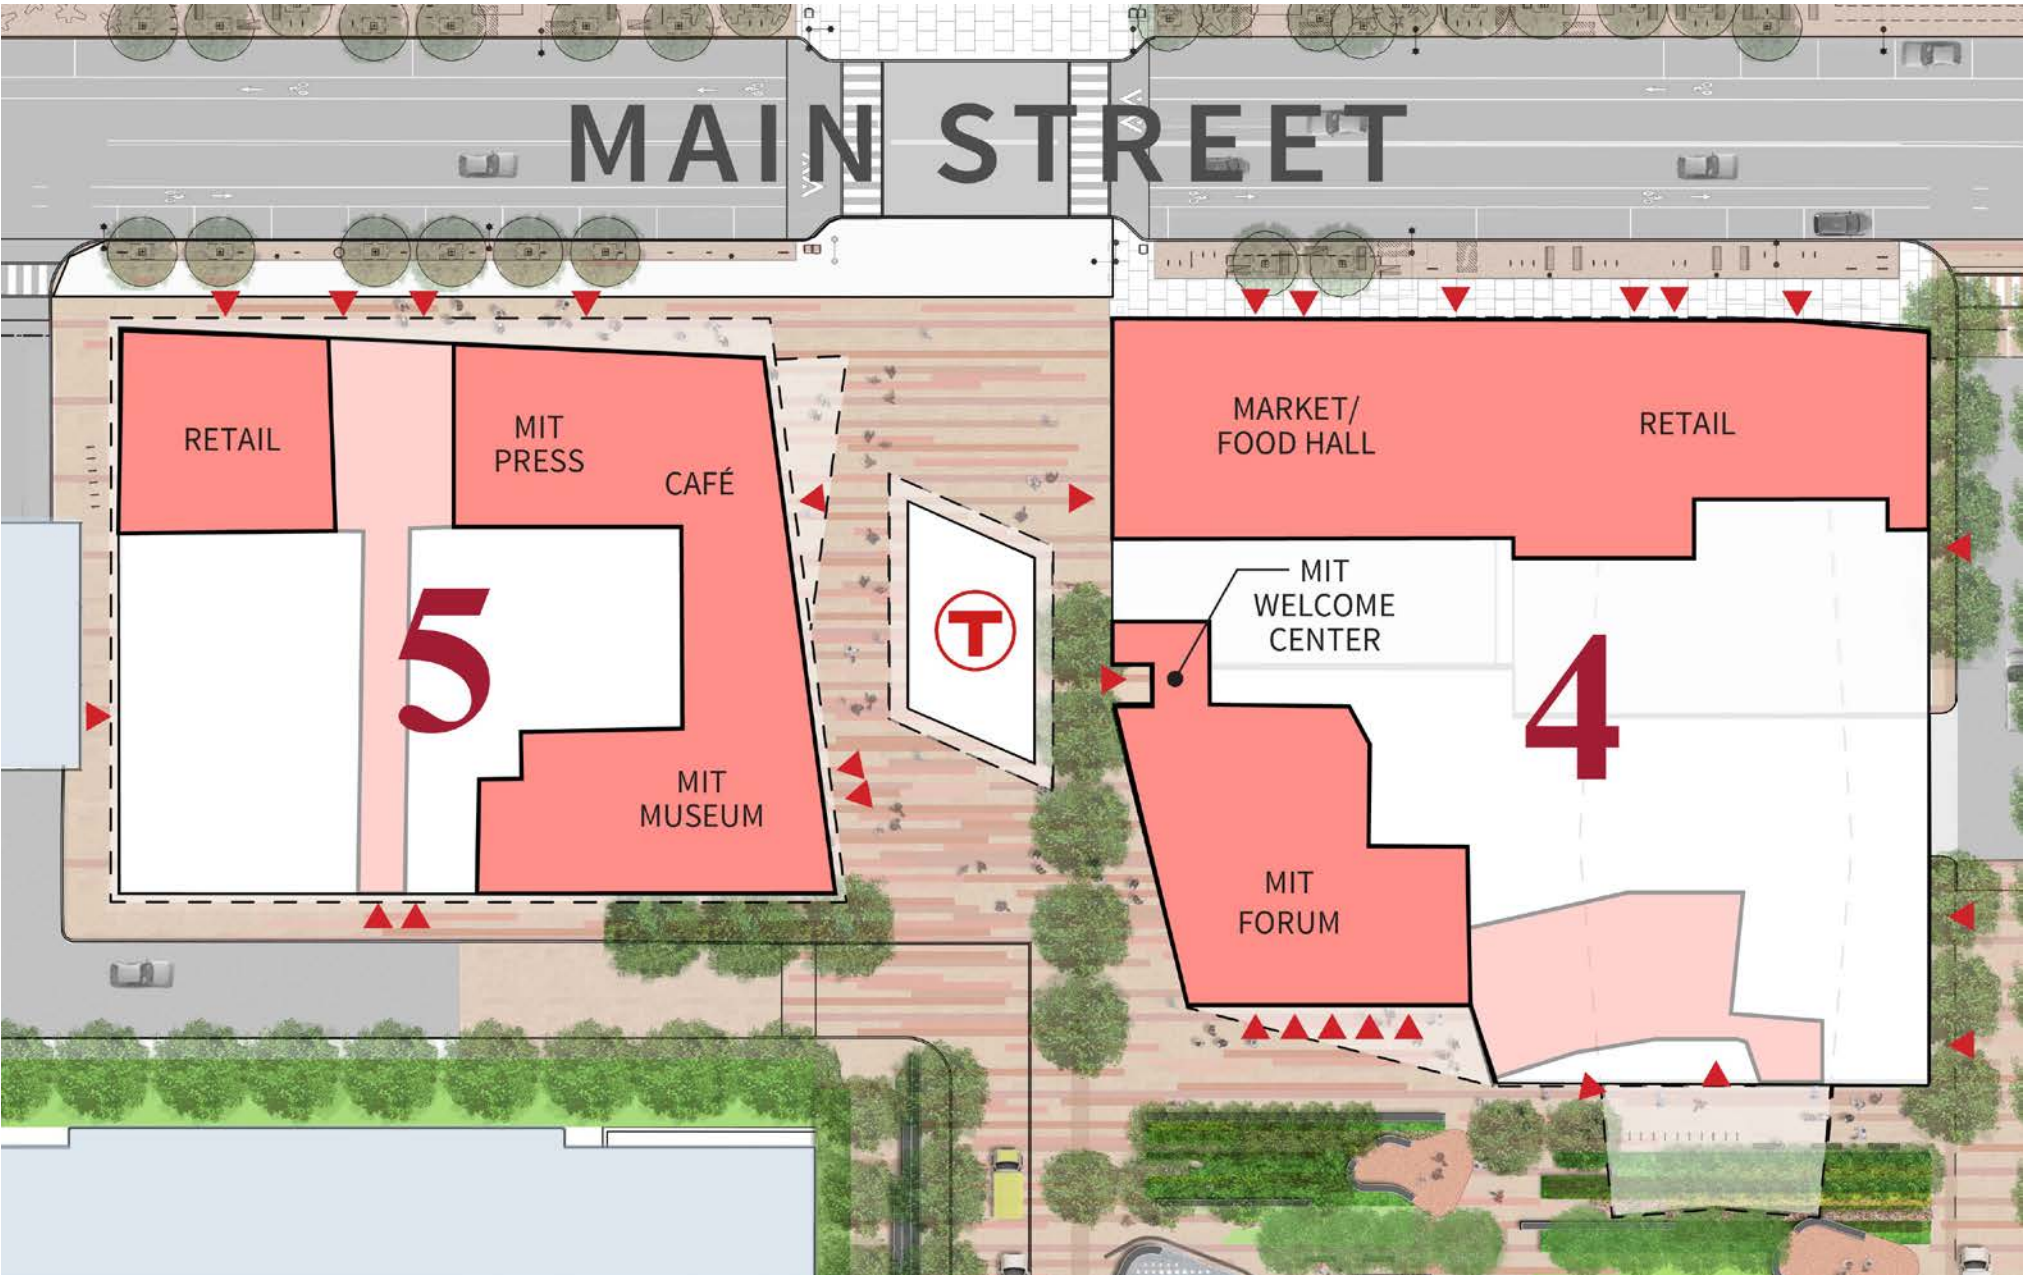 MAIN STREET
RETAIL
MIT
PRESS
CAFÉ
MARKET/
FOOD HALL
RETAIL
MIT
WELCOME
CENTER
T
5
4
MIT
MUSEUM
MIT
FORUM